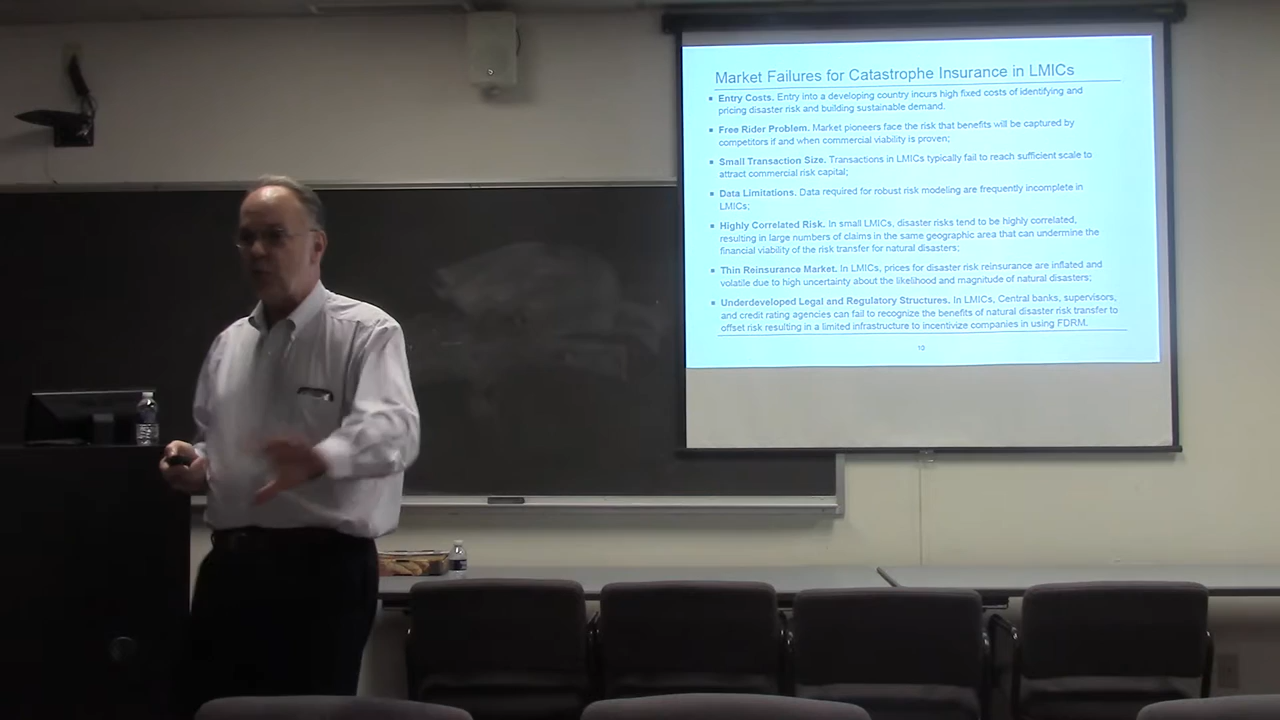 Market Failures for Catastrophe Insurance in LMICs
▪ Entry Costs. Entry into a developing country incurs high fixed costs of identifying and
pricing disaster risk and building sustainable demand.
▪ Free Rider Problem. Market pioneers face the risk that benefits will be captured by
competitors if and when commercial viability is proven;
▪ Small Transaction Size. Transactions in LMICs typically fail to reach sufficient scale to
attract commercial risk capital;
▪ Data Limitations. Data required for robust risk modeling are frequently incomplete in
LMICs;
▪ Highly Correlated Risk. In small LMICs, disaster risks tend to be highly correlated,
resulting in large numbers of claims in the same geographic area that can undermine the
financial viability of the risk transfer for natural disasters;
▪ Thin Reinsurance Market. In LMICs, prices for disaster risk reinsurance are inflated and
volatile due to high uncertainty about the likelihood and magnitude of natural disasters;
▪ Underdeveloped Legal and Regulatory Structures. In LMICs, Central banks, supervisors,
and credit rating agencies can fail to recognize the benefits of natural disaster risk transfer to
offset risk resulting in a limited infrastructure to incentivize companies in using FDRM.
10